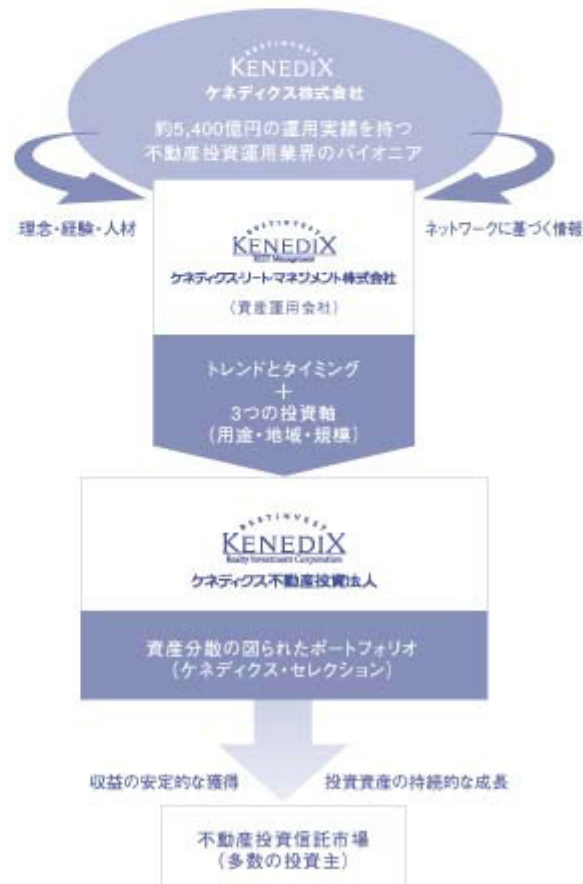 KENEDIX
ケネディクス株式会社
約5,400億円の運用実績を持つ
不動産投資運用業界のパイオニア
理念・経験・人材
ネットワークに基づく情報
BESTINVEST
KENEDIX
REIT Management
ケネディクス・リート・マネジメント株式会社
(資産運用会社)
トレンドとタイミング
+
3つの投資軸
(用途・地域・規模)
BESTINVEST
KENEDIX
Realty Investment Corporation
ケネディクス不動産投資法人
資産分散の図られたポートフォリオ
(ケネディクス・セレクション)
収益の安定的な獲得
投資資産の持続的な成長
不動産投資信託市場
(多数の投資主)